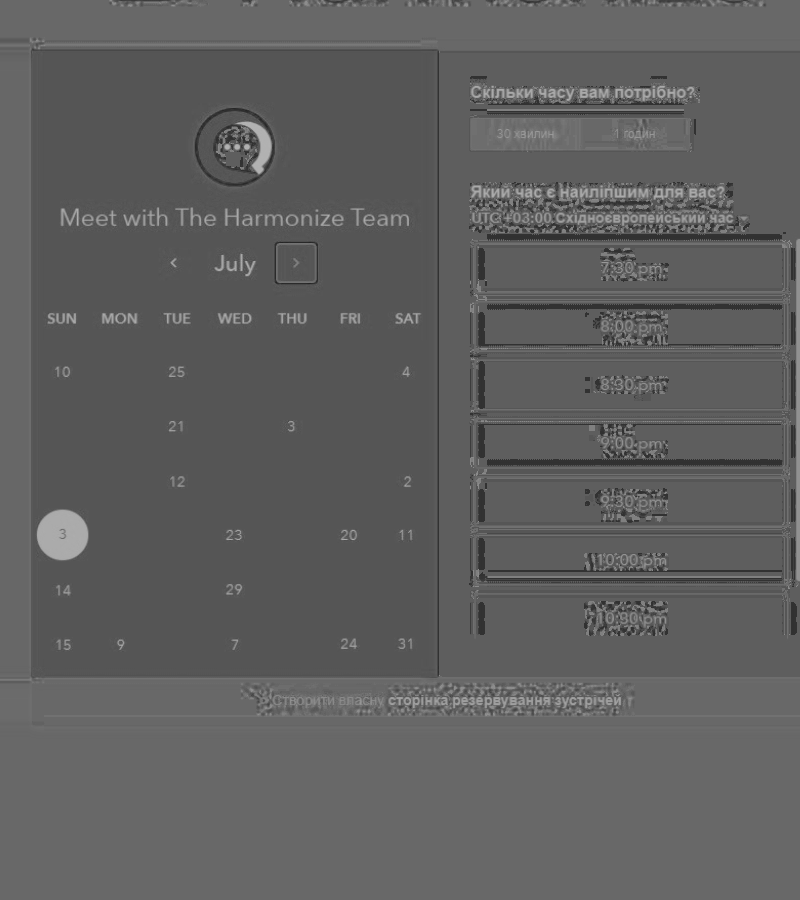 Meet with The Harmonize Team
July
SUN MON TUE WED THU FRI SAT
10 25 4
21 3
12 2
3 23 20 11
14 29
15 9 7 24 31
Скільки часу вам потрібно?
30 хвилин 1 годин
Який час є найліпшим для вас?
UTC +03:00 Східноєвропейський час
7:30 pm
8:00 pm
8:30 pm
9:00 pm
9:30 pm
10:00 pm
10:30 pm
Створити власну сторінка резервування зустрічей